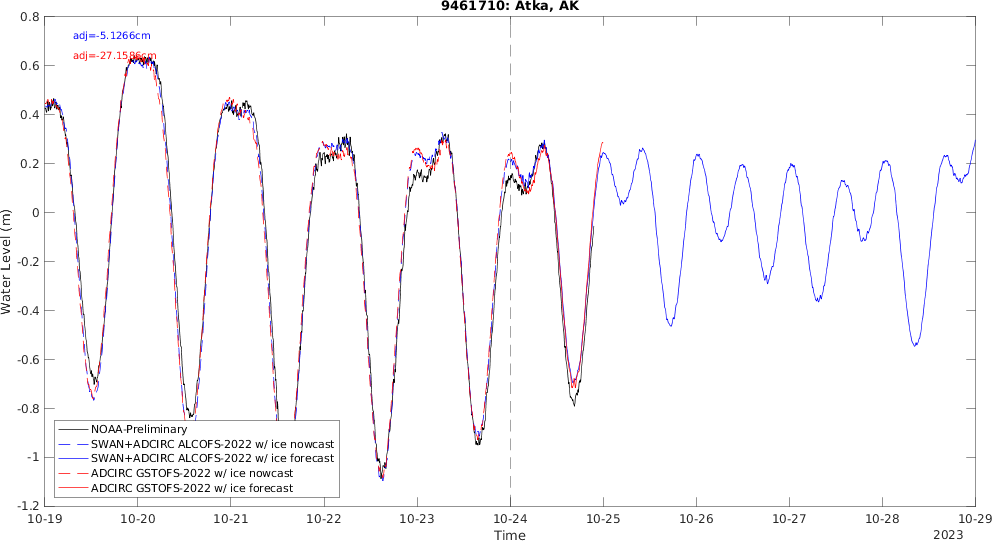 9461710: Atka, AK
adj=-5.1266cm
adj=-27.1586cm
Water Level (m)
0.8
0.6
0.4
0.2
0
-0.2
-0.4
-0.6
-0.8
-1
-1.2
NOAA-Preliminary
SWAN+ADCIRC ALCOFS-2022 w/ ice nowcast
SWAN+ADCIRC ALCOFS-2022 w/ ice forecast
ADCIRC GSTOFS-2022 w/ ice nowcast
ADCIRC GSTOFS-2022 w/ ice forecast
10-19 10-20 10-21 10-22 10-23 10-24 10-25 10-26 10-27 10-28 10-29
Time
2023